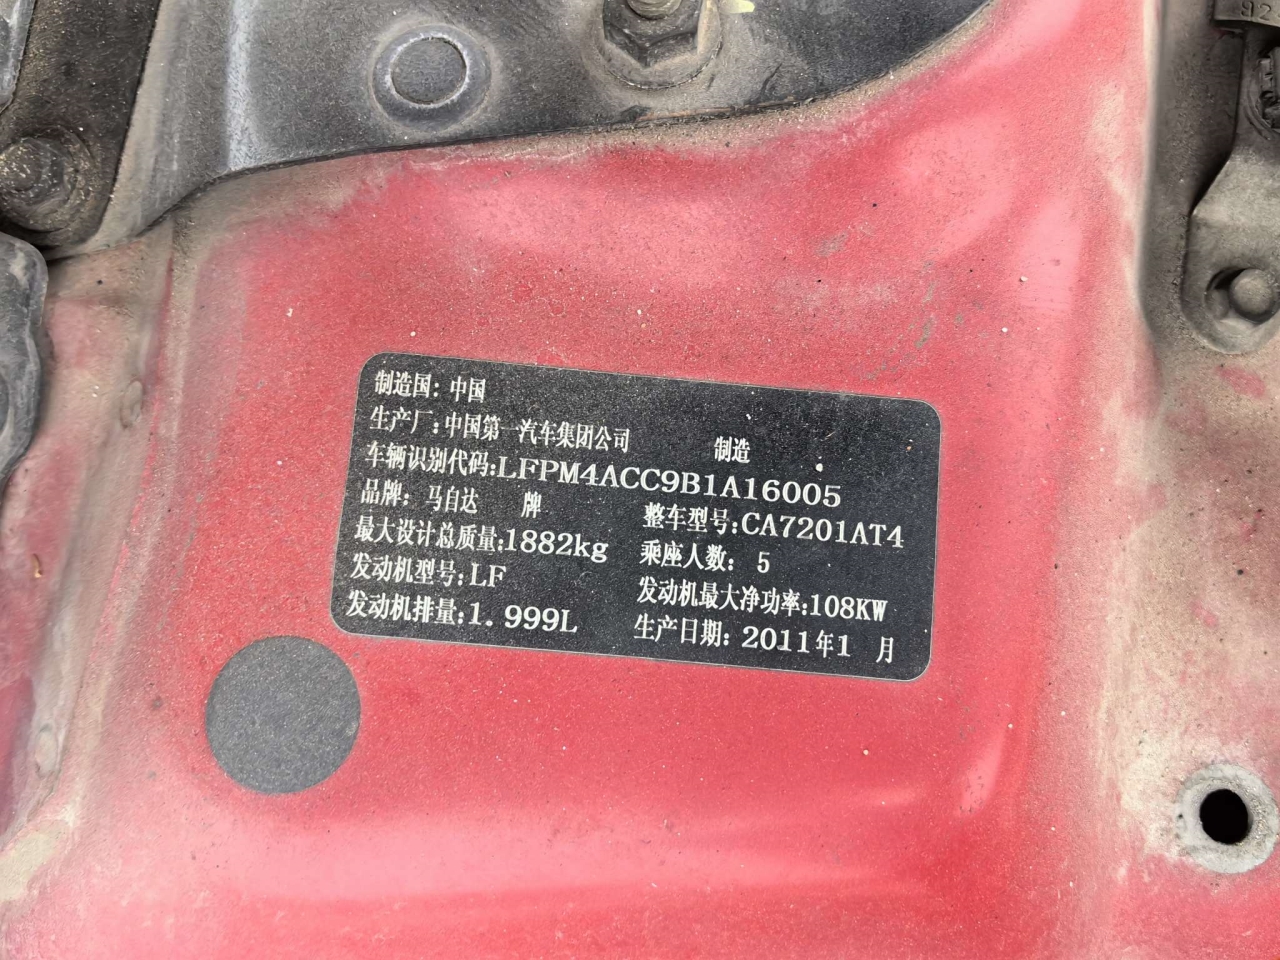 制造国：中国
生产厂：中国第一汽车集团公司 制造
车辆识别代码：LFPM4ACC9B1A16005
品牌：马自达 牌 整车型号：CA7201AT4
最大设计总质量：1882kg 乘座人数：5
发动机型号：LF 发动机最大净功率：108KW
发动机排量：1.999L 生产日期：2011年1 月